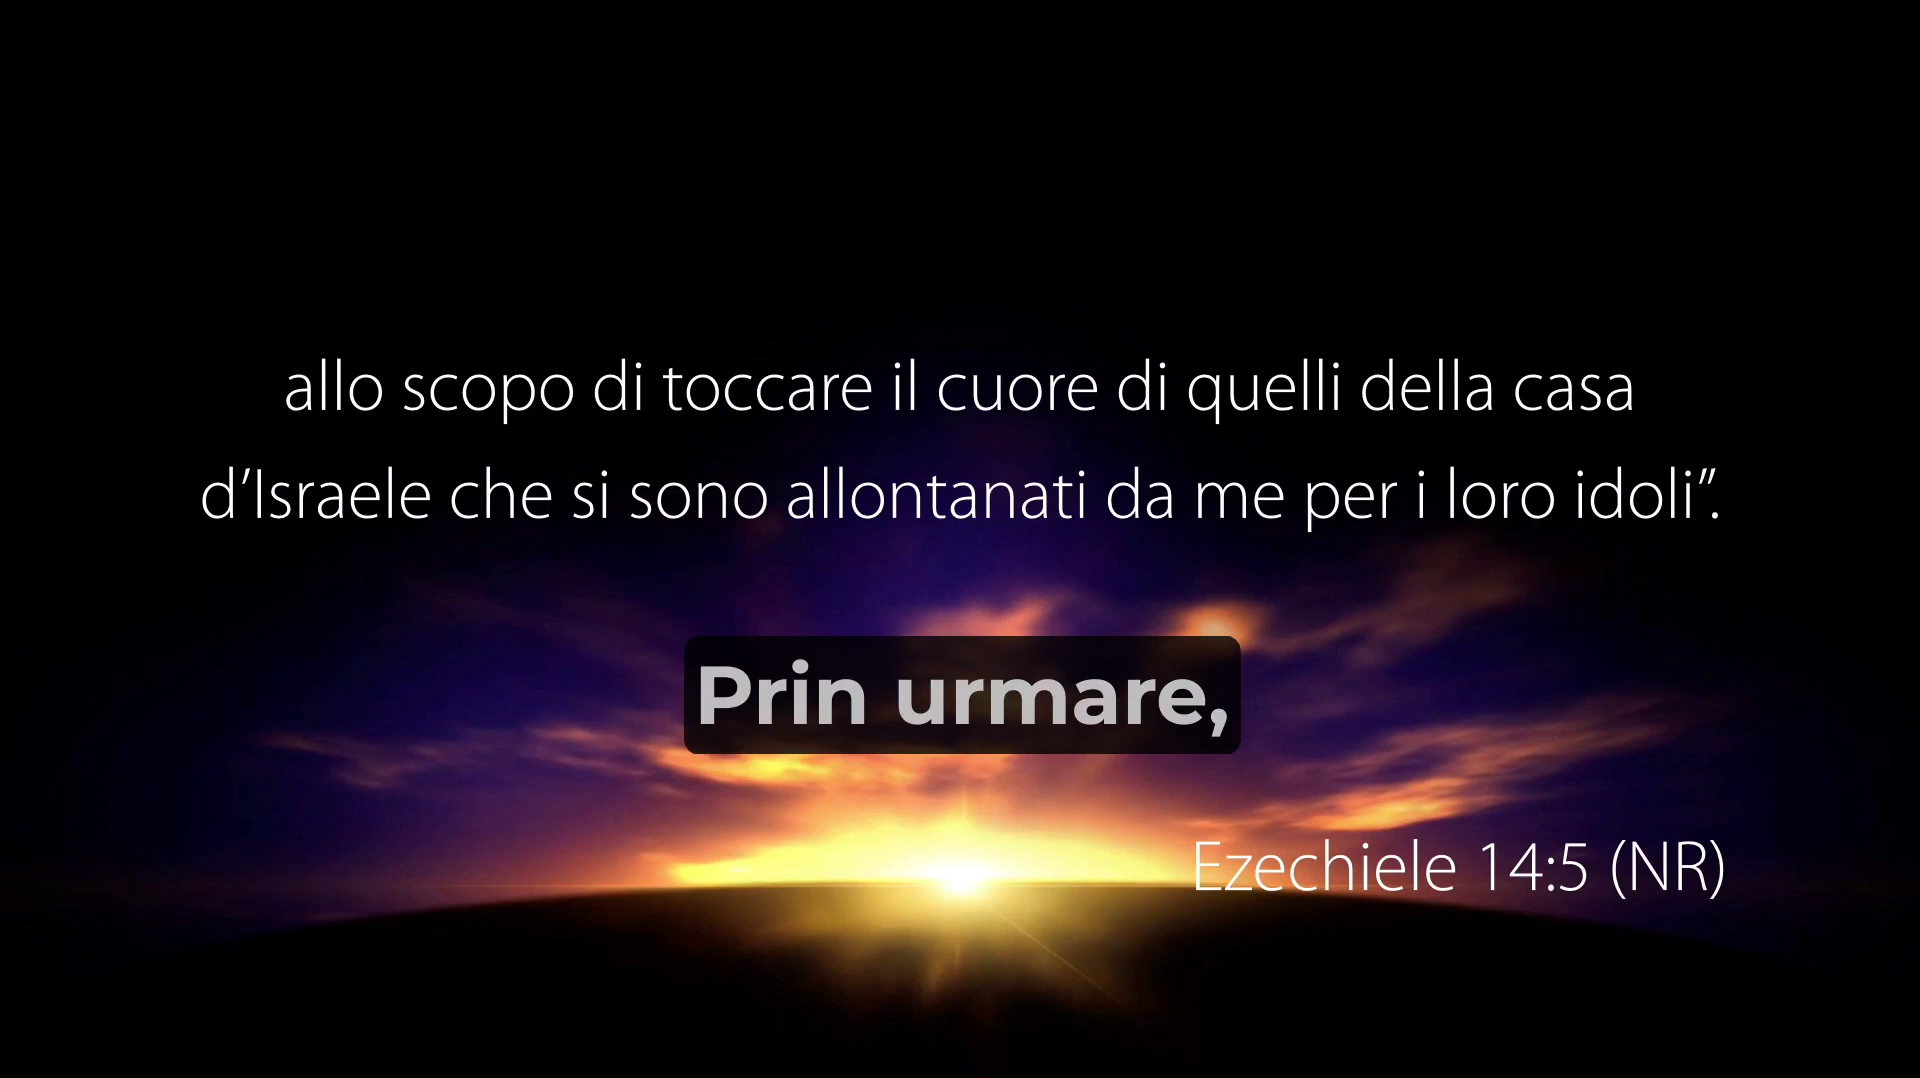 allo scopo di toccare il cuore di quelli della casa
d’Israele che si sono allontanati da me per i loro idoli”.
Prin urmare,
Ezechiele 14:5 (NR)